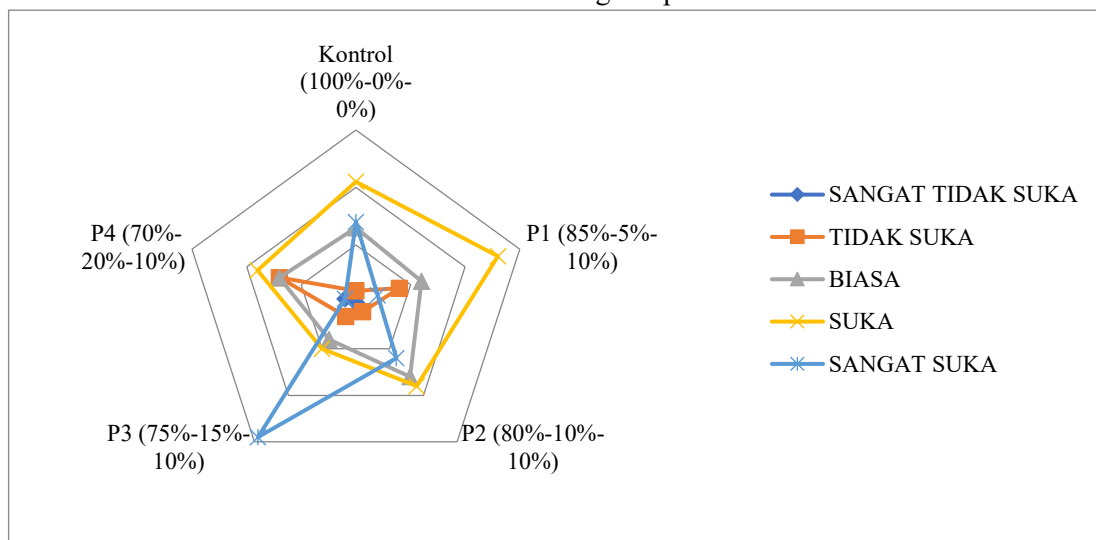 Kontrol
(100%-0%-
0%)
P1 (85%-5%-
10%)
P2 (80%-10%-
10%)
P3 (75%-15%-
10%)
P4 (70%-
20%-10%)
SANGAT TIDAK SUKA
TIDAK SUKA
BIASA
SUKA
SANGAT SUKA